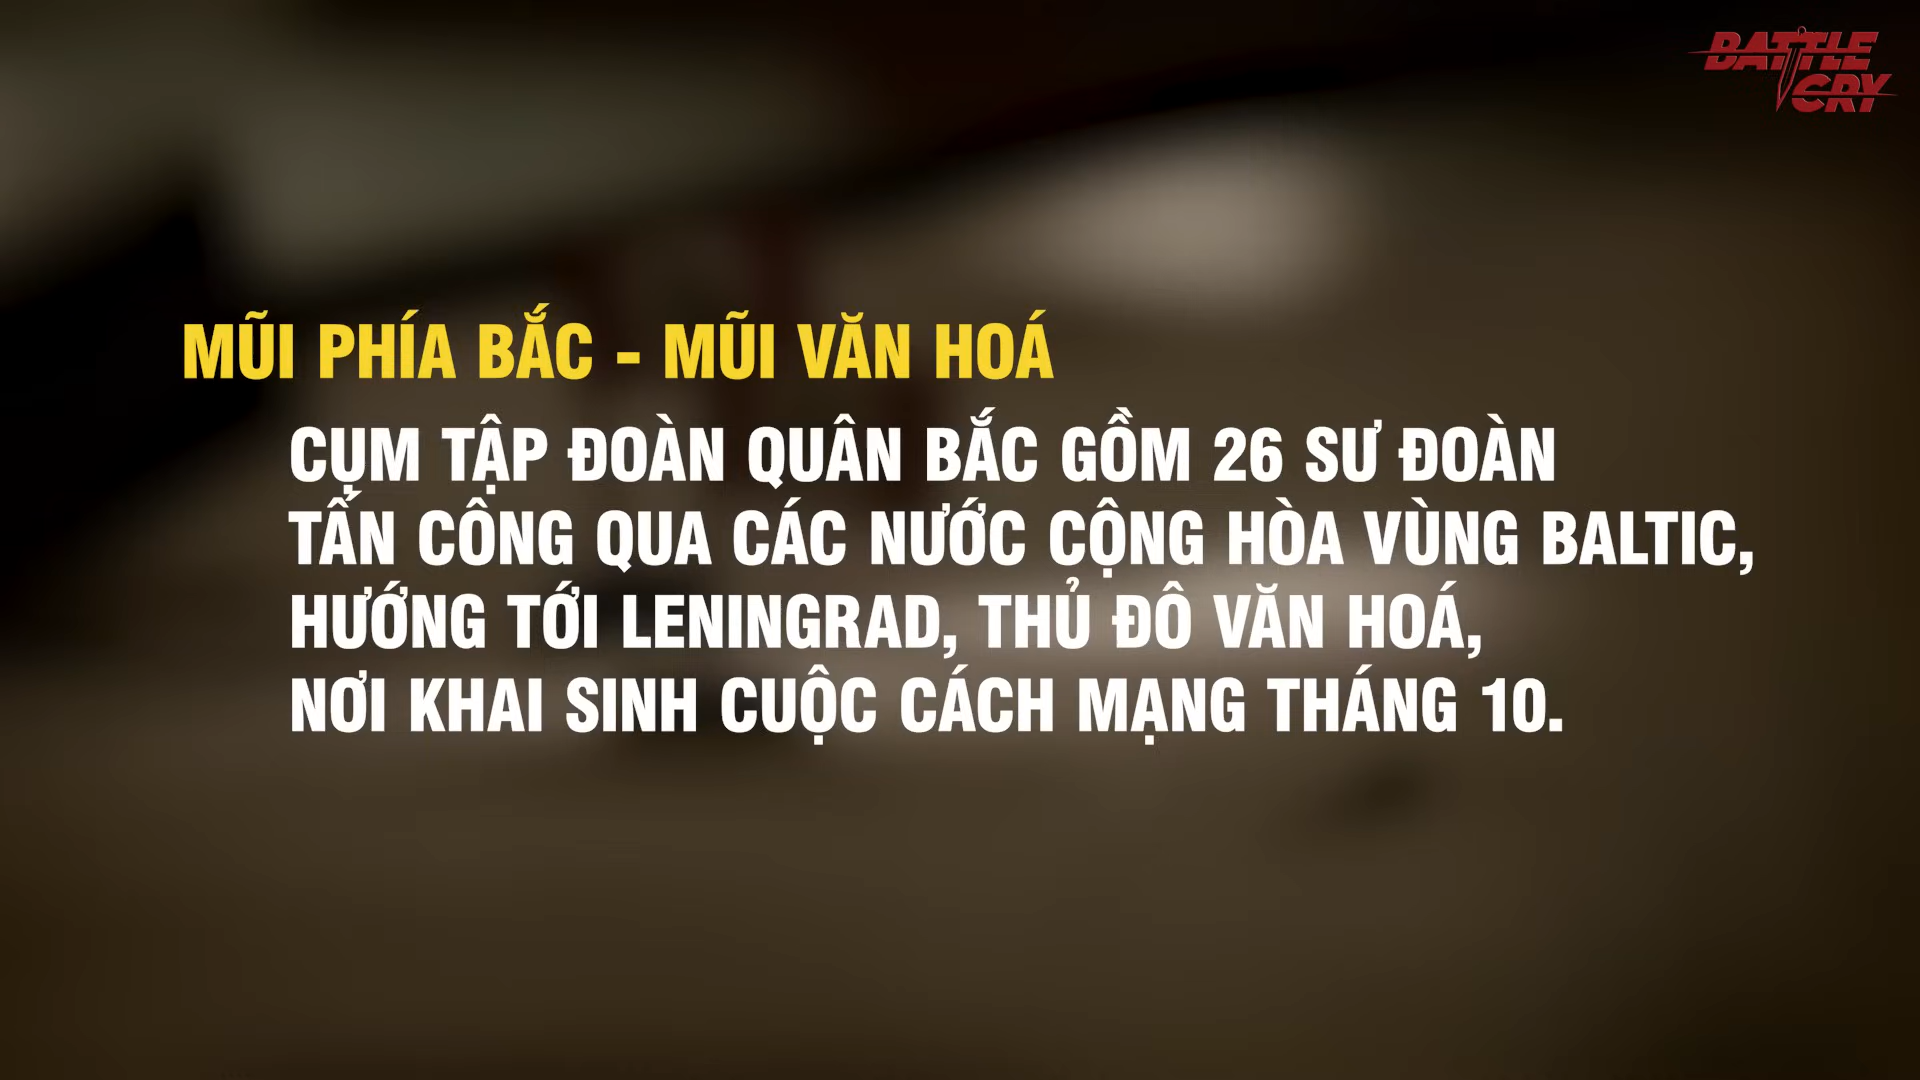 BATTLE
CRY
MŨI PHÍA BẮC - MŨI VĂN HOÁ
CỤM TẬP ĐOÀN QUÂN BẮC GỒM 26 SƯ ĐOÀN
TẤN CÔNG QUA CÁC NƯỚC CỘNG HÒA VÙNG BALTIC,
HƯỚNG TỚI LENINGRAD, THỦ ĐÔ VĂN HOÁ,
NƠI KHAI SINH CUỘC CÁCH MẠNG THÁNG 10.